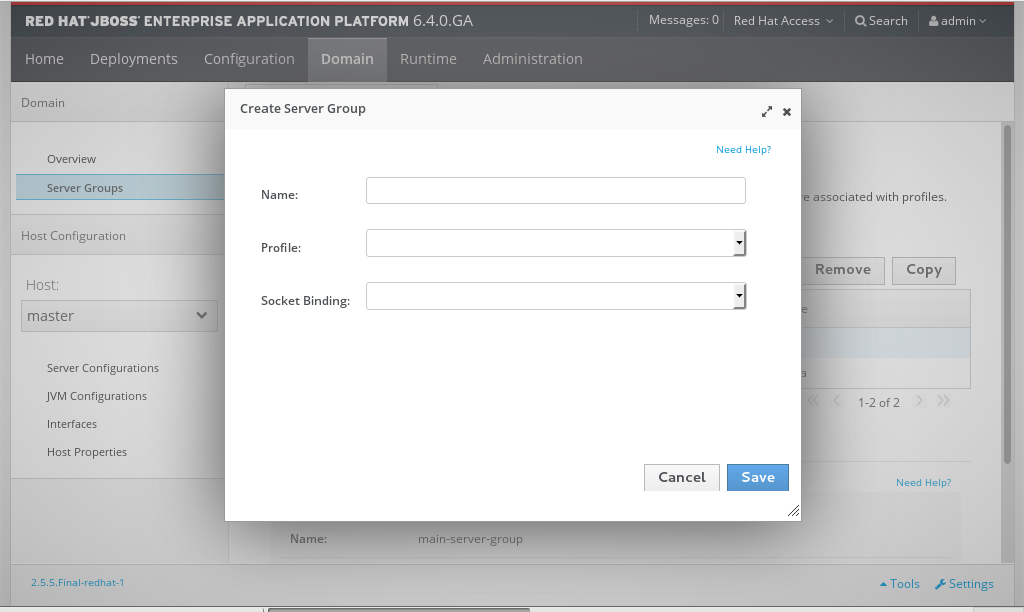 RED HAT JBOSS ENTERPRISE APPLICATION PLATFORM 6.4.0.GA
Messages: 0 Red Hat Access Search admin
Home Deployments Configuration Domain Runtime Administration
Domain
Overview
Server Groups
Host Configuration
Host:
master
Server Configurations
JVM Configurations
Interfaces
Host Properties
Create Server Group
Need Help?
Name:
Profile:
Socket Binding:
Cancel Save
associated with profiles.
Remove Copy
1-2 of 2
Need Help?
Name: main-server-group
2.5.5.Final-redhat-1
Tools Settings